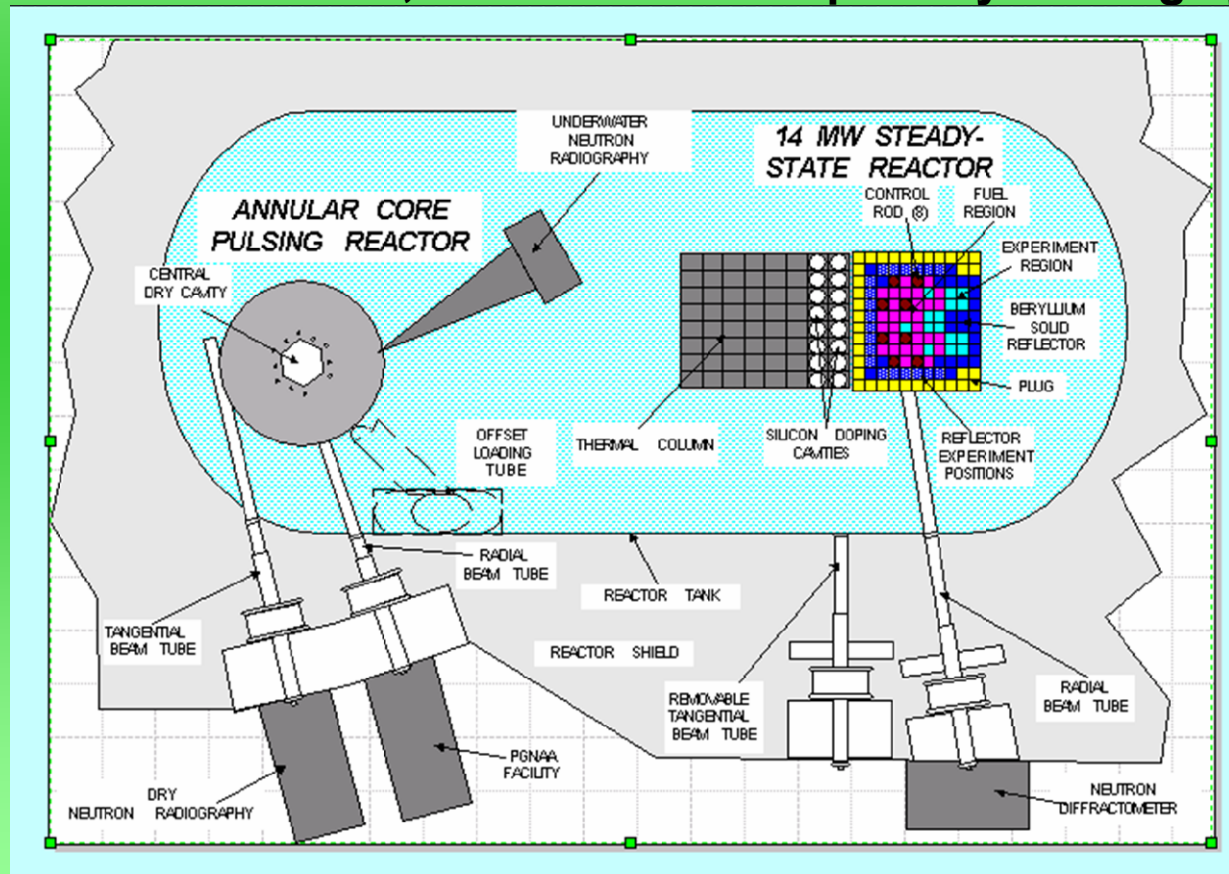 UNDERWATER
NEUTRON
RADIOGRAPHY
14 MW STEADY-
STATE REACTOR
CONTROL
ROD (8)
FUEL
REGION
ANNULAR CORE
PULSING REACTOR
EXPERIMENT
REGION
CENTRAL
DRY CAVITY
BERYLLIUM
SOLID
REFLECTOR
PLUG
OFFSET
LOADING
TUBE
THERMAL COLUMN
SILICON DOPING
CAVITIES
REFLECTOR
EXPERIMENT
POSITIONS
RADIAL
BEAM TUBE
REACTOR TANK
TANGENTIAL
BEAM TUBE
REACTOR SHIELD
REMOVABLE
TANGENTIAL
BEAM TUBE
RADIAL
BEAM TUBE
PGNAA
FACILITY
DRY
NEUTRON RADIOGRAPHY
NEUTRON
DIFFRACTOMETER